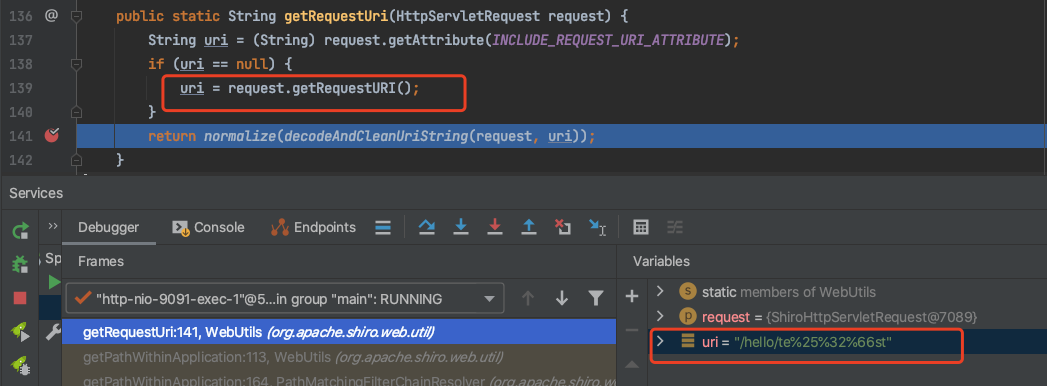 136 @ public static String getRequestUri(HttpServletRequest request) {
137 String uri = (String) request.getAttribute(INCLUDE_REQUEST_URI_ATTRIBUTE);
138 if (uri == null) {
139 uri = request.getRequestURI();
140 }
141 return normalize(decodeAndCleanUriString(request, uri));
142 }
Services
>> Debugger Console Endpoints
Sp
Frames Variables
"http-nio-9091-exec-1"@5...in group "main": RUNNING
static members of WebUtils
request = {ShiroHttpServletRequest@7089}
uri = "/hello/te%25%32%66st"
getRequestUri:141, WebUtils (org.apache.shiro.web.util)
getPathWithinApplication:113, WebUtils (org.apache.shiro.web.util)
getPathWithinApplication:164, PathMatchingFilterChainResolver (org.apache.shiro.web.util)